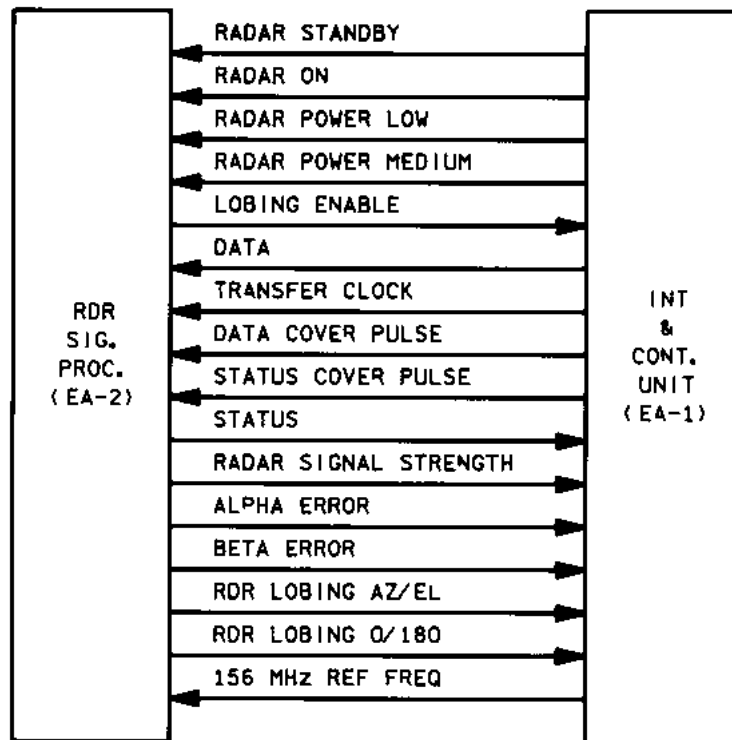 RADAR STANDBY
RADAR ON
RADAR POWER LOW
RADAR POWER MEDIUM
LOBING ENABLE
DATA
TRANSFER CLOCK
DATA COVER PULSE
STATUS COVER PULSE
STATUS
RADAR SIGNAL STRENGTH
ALPHA ERROR
BETA ERROR
RDR LOBING AZ/EL
RDR LOBING 0/180
156 MHz REF FREQ
RDR
SIG.
PROC.
(EA-2)
INT
&
CONT.
UNIT
(EA-1)